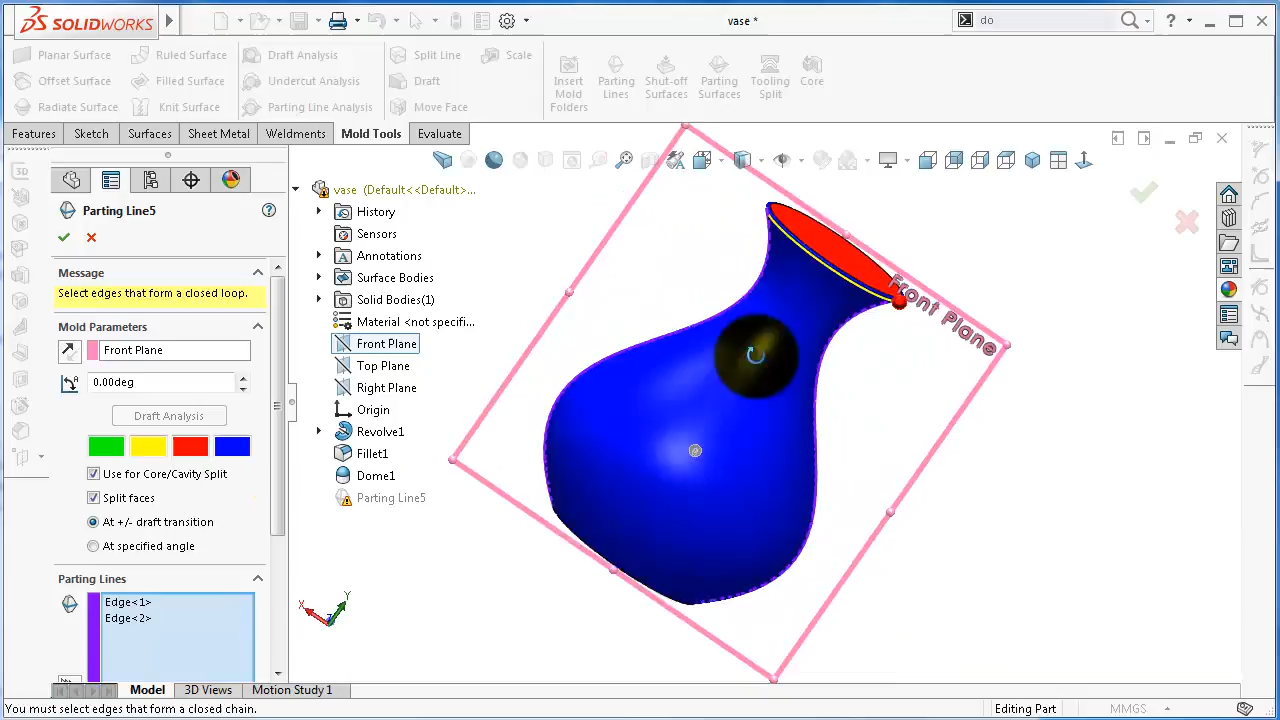 SOLIDWORKS
vase *
do
Planar Surface
Ruled Surface
Draft Analysis
Split Line
Scale
Offset Surface
Filled Surface
Undercut Analysis
Draft
Radiate Surface
Knit Surface
Parting Line Analysis
Move Face
Insert Mold Folders
Parting Lines
Shut-off Surfaces
Parting Surfaces
Tooling Split
Core
Features
Sketch
Surfaces
Sheet Metal
Weldments
Mold Tools
Evaluate
Parting Line5
Message
Select edges that form a closed loop.
Mold Parameters
Front Plane
0.00deg
Draft Analysis
Use for Core/Cavity Split
Split faces
At +/- draft transition
At specified angle
Parting Lines
Edge<1>
Edge<2>
vase (Default<<Default>...
History
Sensors
Annotations
Surface Bodies
Solid Bodies(1)
Material <not specifi...
Front Plane
Top Plane
Right Plane
Origin
Revolve1
Fillet1
Dome1
Parting Line5
Front Plane
X
Y
Z
Model
3D Views
Motion Study 1
You must select edges that form a closed chain.
Editing Part
MMGS